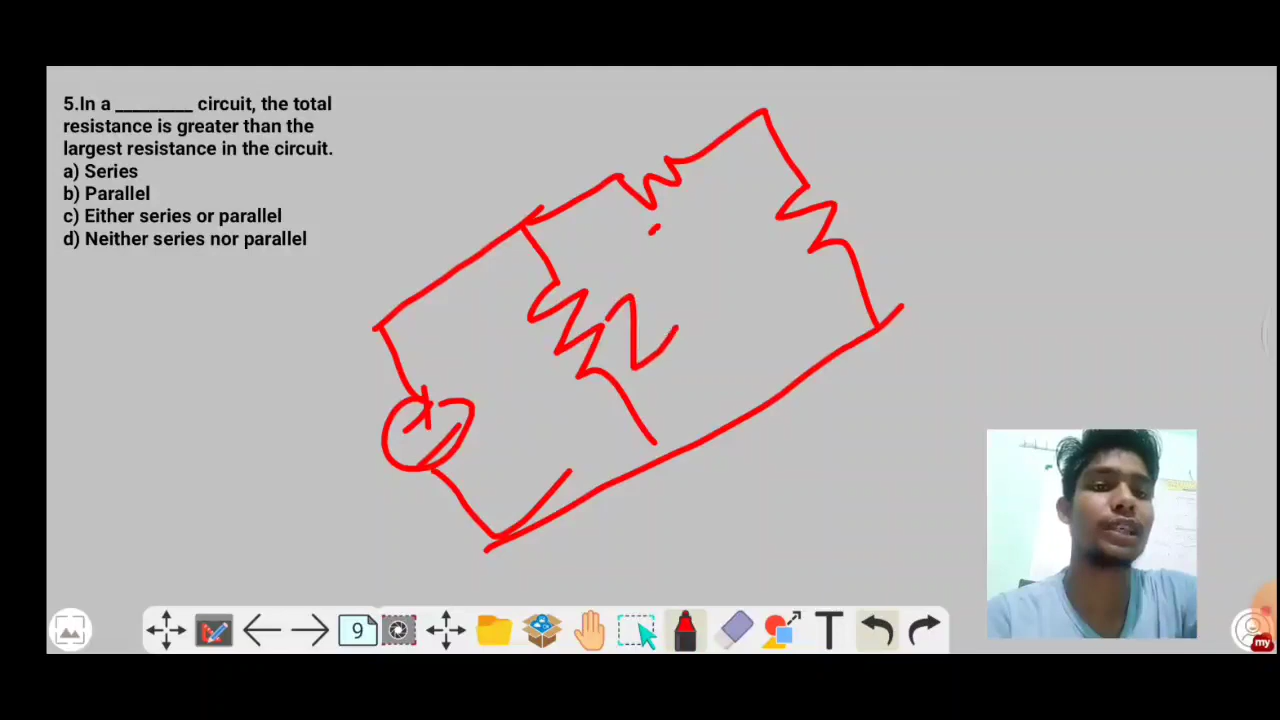 5.In a _________ circuit, the total
resistance is greater than the
largest resistance in the circuit.
a) Series
b) Parallel
c) Either series or parallel
d) Neither series nor parallel
9
T
my